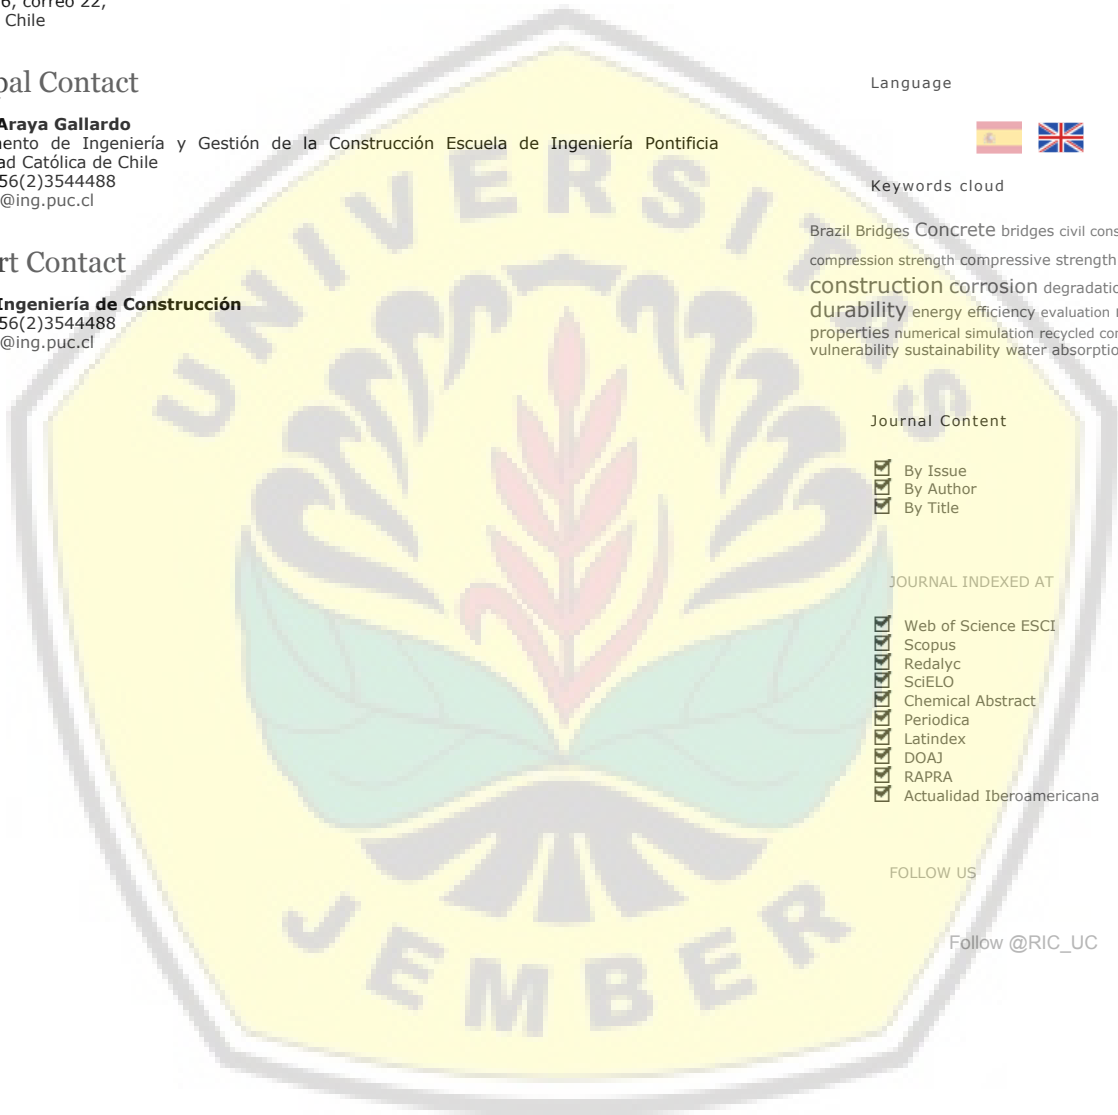 6, correo 22,
Chile
pal Contact
Araya Gallardo
mento de Ingeniería y Gestión de la Construcción Escuela de Ingeniería Pontificia
ad Católica de Chile
56(2)3544488
@ing.puc.cl
rt Contact
Ingeniería de Construcción
56(2)3544488
@ing.puc.cl
Language
Keywords cloud
Brazil Bridges Concrete bridges civil cons
compression strength compressive strength
construction corrosion degradatio
durability energy efficiency evaluation
properties numerical simulation recycled con
vulnerability sustainability water absorptio
Journal Content
By Issue
By Author
By Title
JOURNAL INDEXED AT
Web of Science ESCI
Scopus
Redalyc
SciELO
Chemical Abstract
Periodica
Latindex
DOAJ
RAPRA
Actualidad Iberoamericana
FOLLOW US
Follow @RIC_UC
UNIVERSITAS
JEMBER